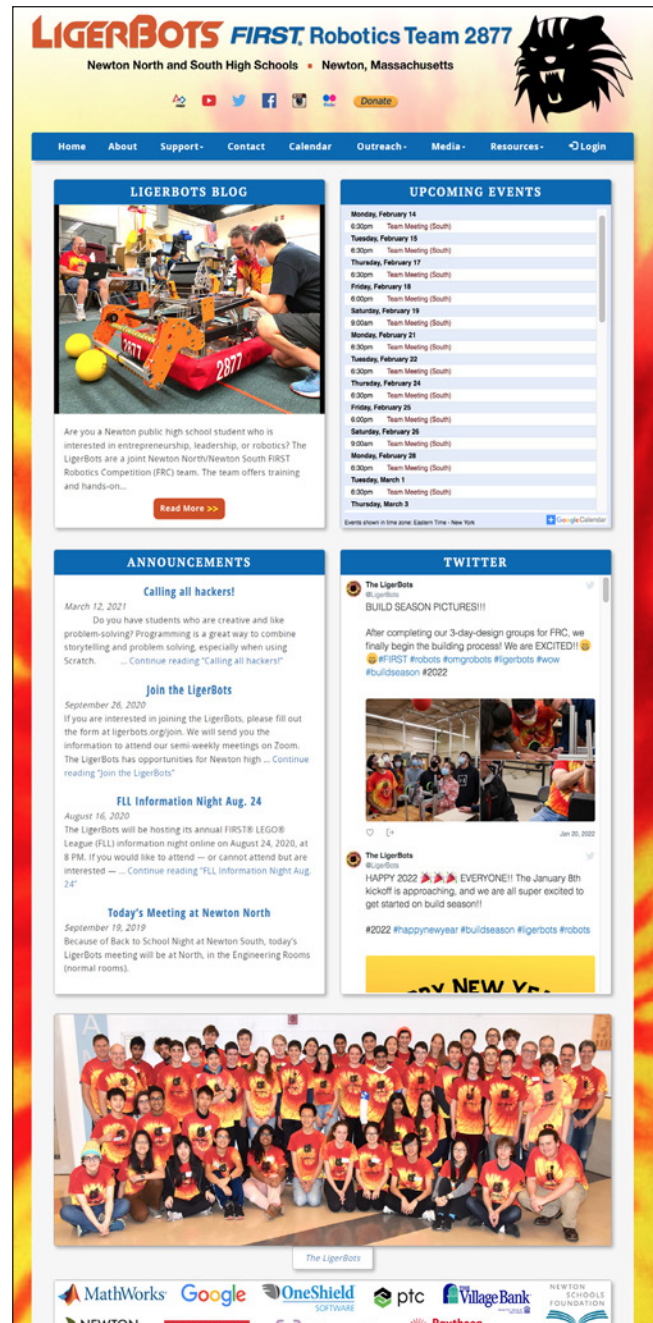 LIGERBOTS FIRST® Robotics Team 2877
Newton North and South High Schools ▪ Newton, Massachusetts
Donate
Home About Support Contact Calendar Outreach Media Resources Login
LIGERBOTS BLOG
2877
2877
Are you a Newton public high school student who is
interested in entrepreneurship, leadership, or robotics? The
LigerBots are a joint Newton North/Newton South FIRST
Robotics Competition (FRC) team. The team offers training
and hands-on...
Read More >>
UPCOMING EVENTS
Monday, February 14
6:30pm Team Meeting (South)
Tuesday, February 15
6:30pm Team Meeting (South)
Thursday, February 17
6:30pm Team Meeting (South)
Friday, February 18
6:00pm Team Meeting (South)
Saturday, February 19
9:00am Team Meeting (South)
Monday, February 21
6:30pm Team Meeting (South)
Tuesday, February 22
6:30pm Team Meeting (South)
Thursday, February 24
6:30pm Team Meeting (South)
Friday, February 25
6:00pm Team Meeting (South)
Saturday, February 26
9:00am Team Meeting (South)
Monday, February 28
6:30pm Team Meeting (South)
Tuesday, March 1
6:30pm Team Meeting (South)
Thursday, March 3
Events shown in time zone: Eastern Time - New York
Google Calendar
ANNOUNCEMENTS
Calling all hackers!
March 12, 2021
Do you have students who are creative and like
problem-solving? Programming is a great way to combine
storytelling and problem solving, especially when using
Scratch. ... Continue reading "Calling all hackers!"
Join the LigerBots
September 26, 2020
If you are interested in joining the LigerBots, please fill out
the form at ligerbots.org/join. We will send you the
information to attend our semi-weekly meetings on Zoom.
The LigerBots has opportunities for Newton high ... Continue
reading "Join the LigerBots"
FLL Information Night Aug. 24
August 16, 2020
The LigerBots will be hosting its annual FIRST® LEGO®
League (FLL) information night online on August 24, 2020, at
8 PM. If you would like to attend — or cannot attend but are
interested — ... Continue reading "FLL Information Night Aug.
24"
Today's Meeting at Newton North
September 19, 2019
Because of Back to School Night at Newton South, today's
LigerBots meeting will be at North, in the Engineering Rooms
(normal rooms).
TWITTER
The LigerBots
@LigerBots
BUILD SEASON PICTURES!!!
After completing our 3-day-design groups for FRC, we
finally begin the building process! We are EXCITED!! 😄
😄 #FIRST #robots #omgrobots #ligerbots #wow
#buildseason #2022
Jan 20, 2022
The LigerBots
@LigerBots
HAPPY 2022 🎉🎉🎉 EVERYONE!! The January 8th
kickoff is approaching, and we are all super excited to
get started on build season!!
#2022 #happynewyear #buildseason #ligerbots #robots
NEW
The LigerBots
MathWorks® Google OneShield SOFTWARE ptc THE Village Bank NEWTON SCHOOLS FOUNDATION
NEWTON Raytheon